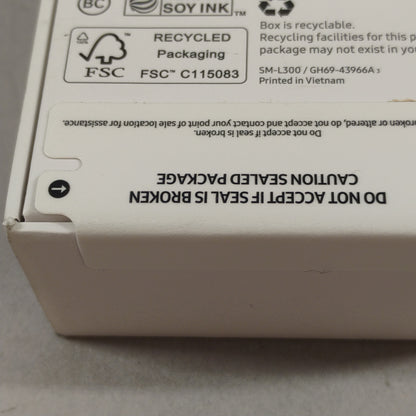 BC
SOY INK™
RECYCLED
Packaging
FSC
FSC™ C115083
Box is recyclable.
Recycling facilities for this
package may not exist in
SM-L300 / GH69-43966A
Printed in Vietnam
DO NOT ACCEPT IF SEAL IS BROKEN
CAUTION SEALED PACKAGE
Do not accept if seal is broken.
broken or altered, do not accept and contact your point of sale location for assistance.